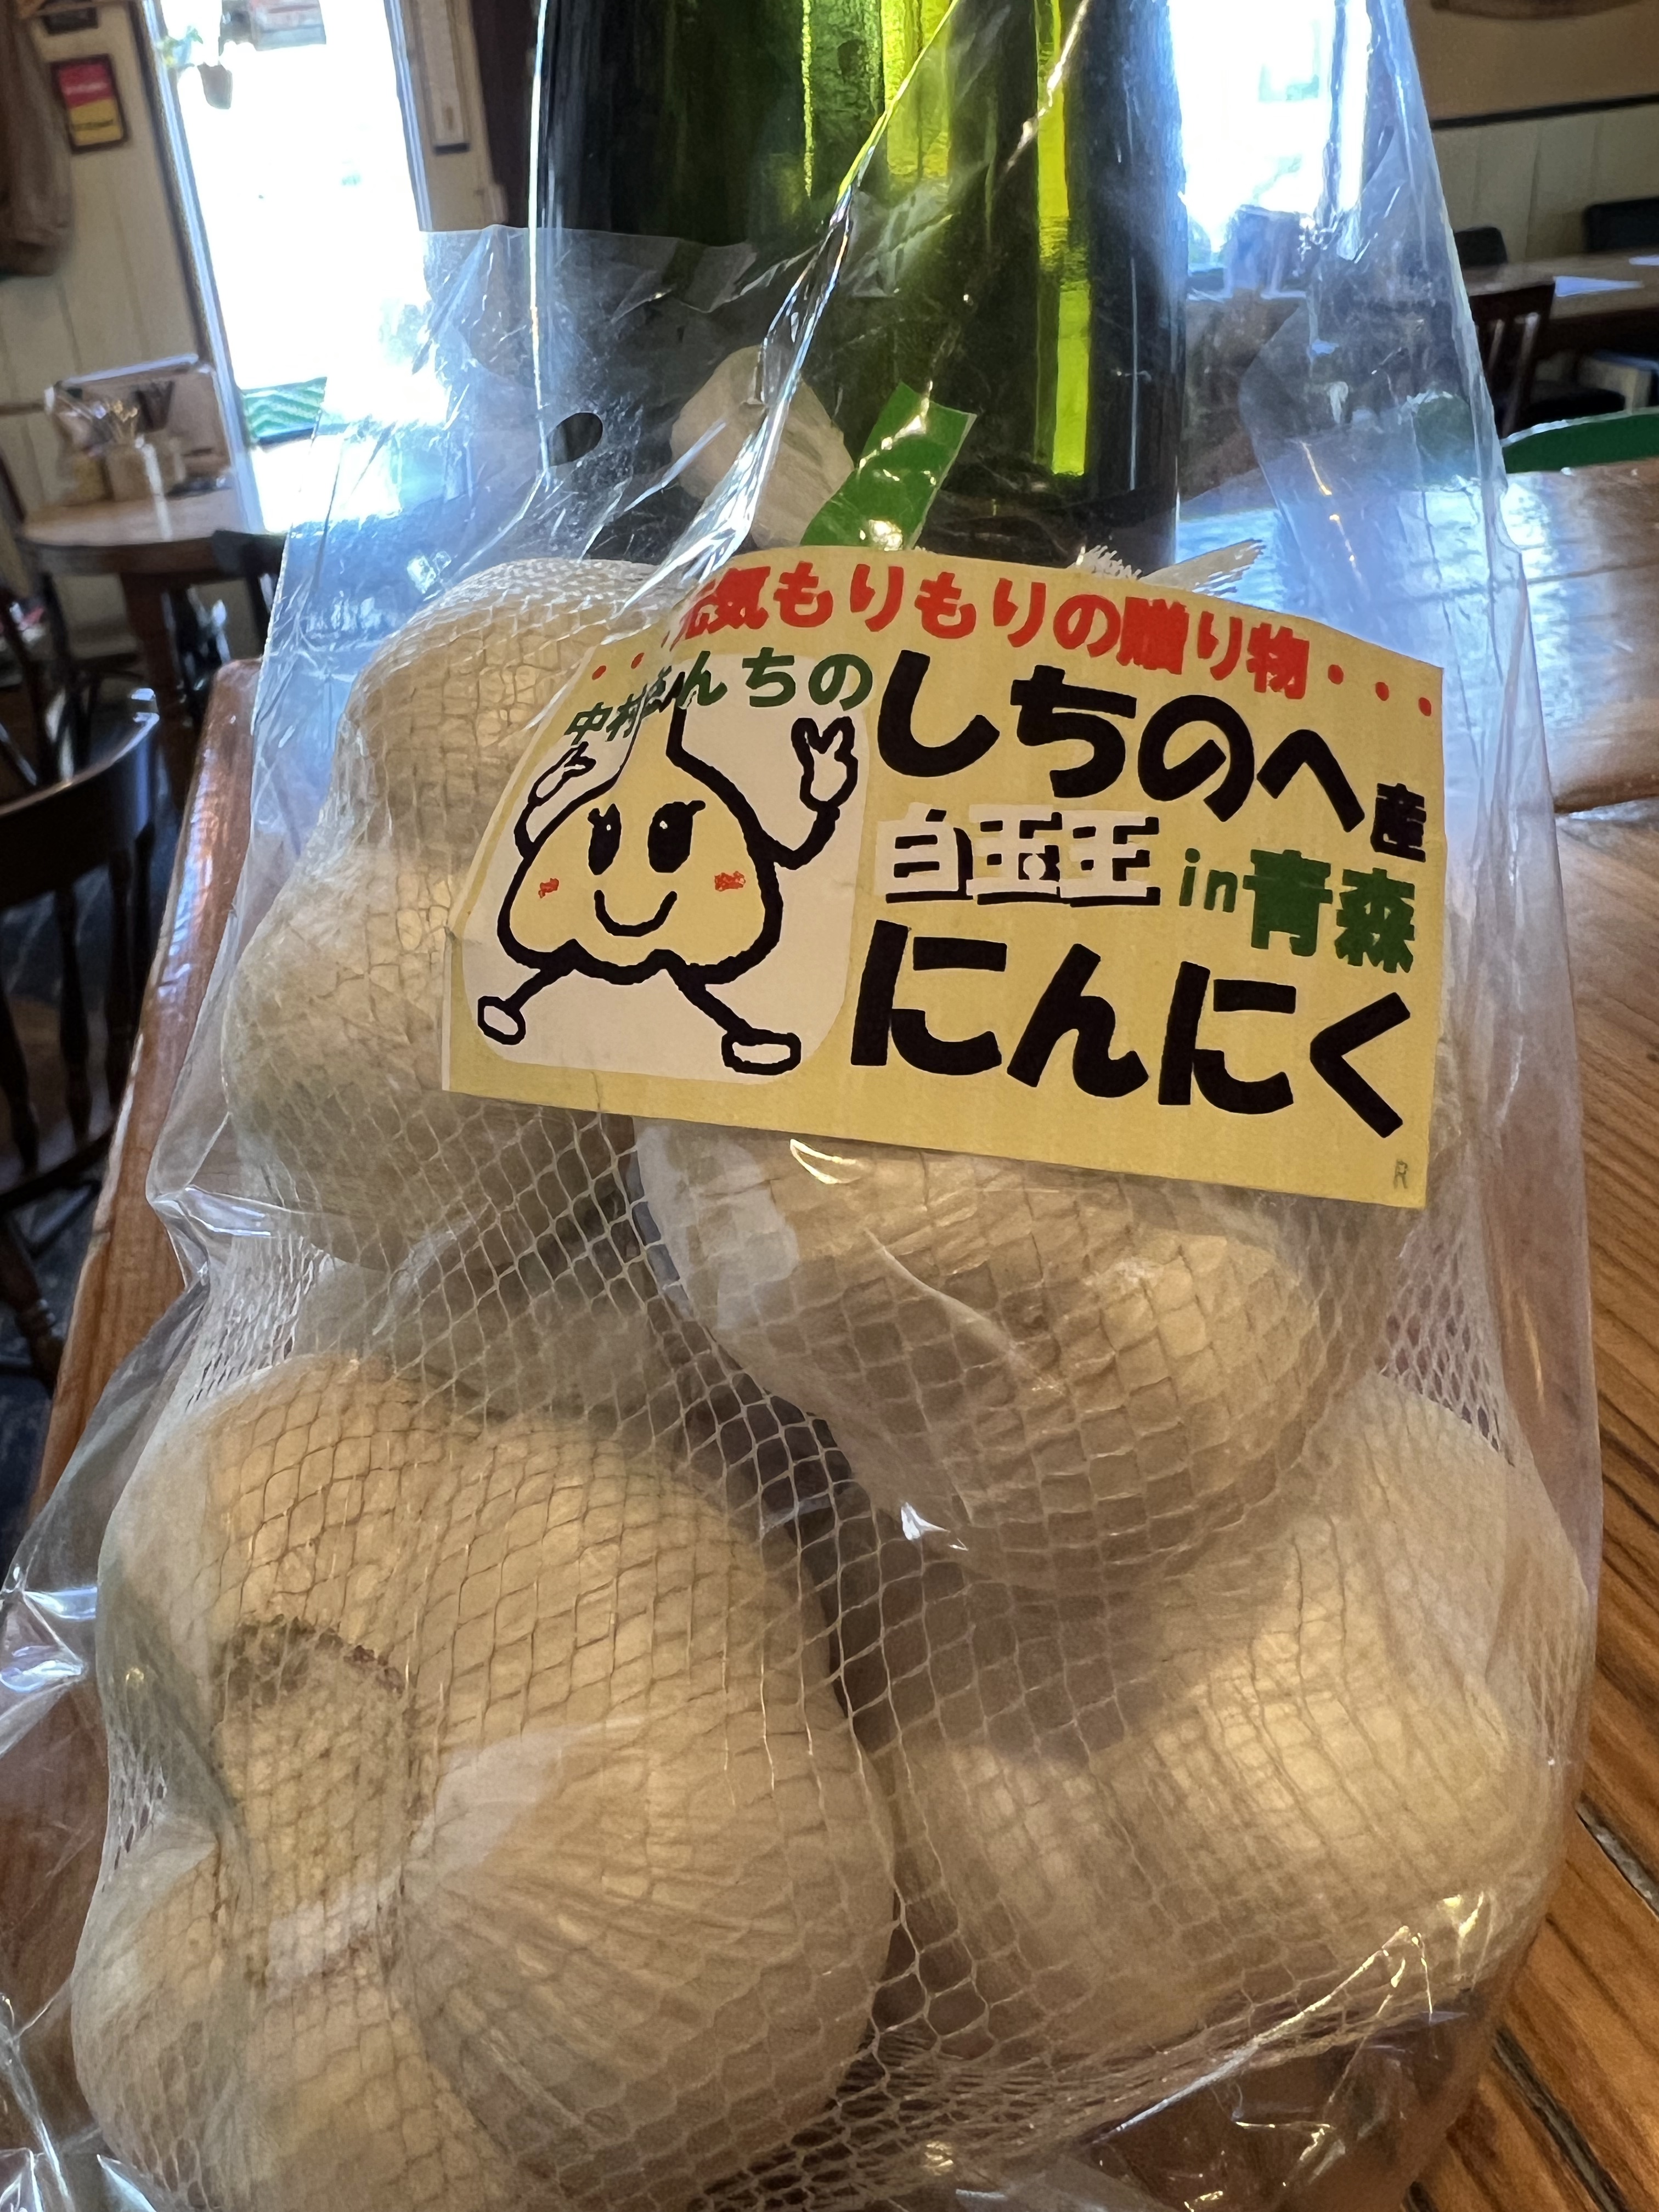 元気もりもりの贈り物・・・
中村さんちの
しちのへ産
白玉王 in 青森
にんにく
R